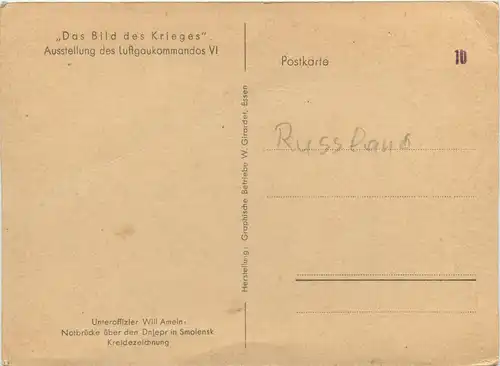 „Das Bild des Krieges"
Ausstellung des Luftgaukommandos VI
Postkarte
10
Russland
Herstellung: Graphische Betriebe W. Girardet, Essen
Unteroffizier Will Ameln:
Notbrücke über den Dnjepr in Smolensk
Kreidezeichnung